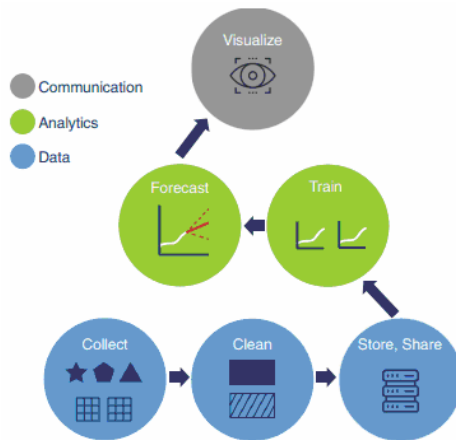 Visualize
Communication
Analytics
Data
Forecast
Train
Collect
Clean
Store, Share